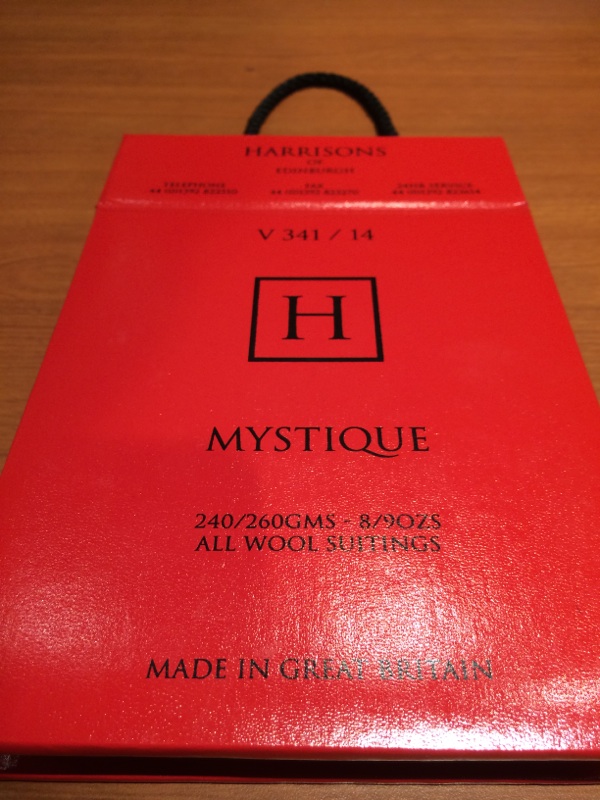 HARRISONS
OF
EDINBURGH
TELEPHONE FAX 24HR SERVICE
V 341 / 14
H
MYSTIQUE
240/260GMS - 8/9OZS
ALL WOOL SUITINGS
MADE IN GREAT BRITAIN